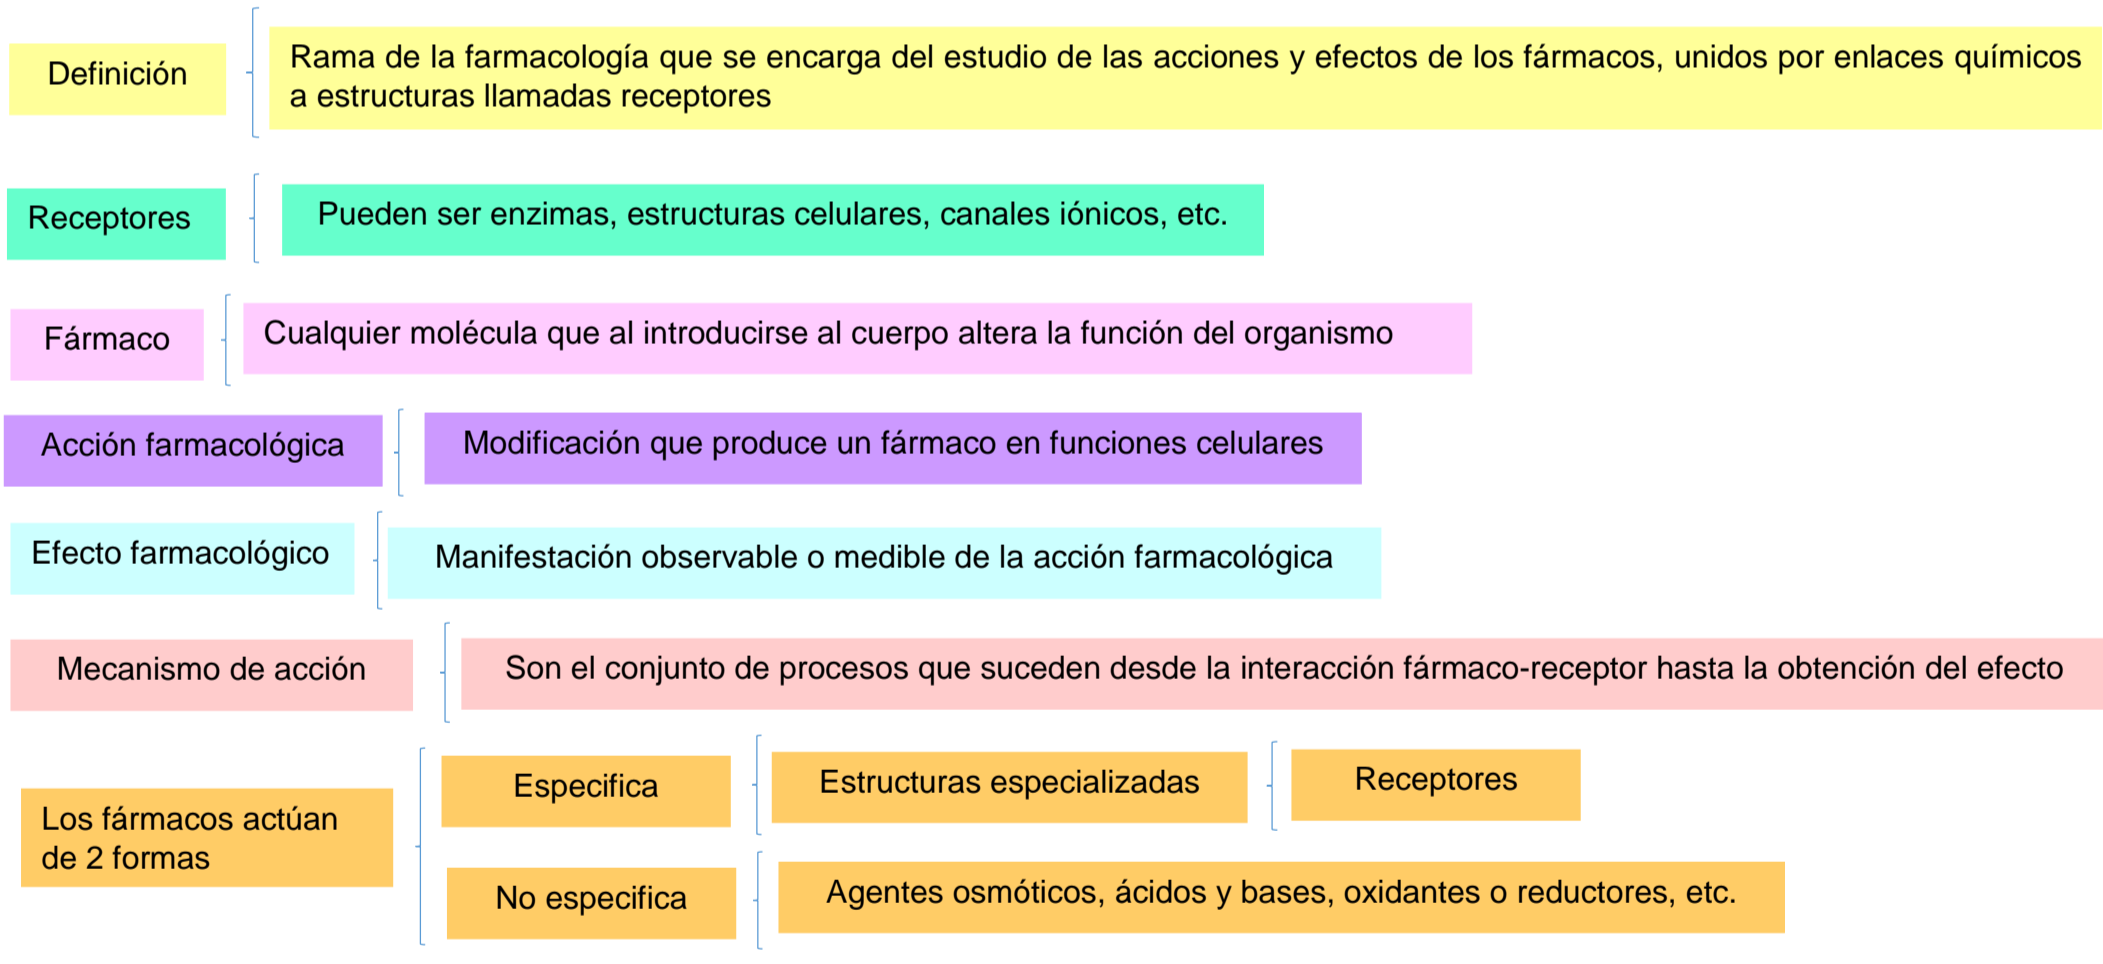 Definición
Rama de la farmacología que se encarga del estudio de las acciones y efectos de los fármacos, unidos por enlaces químicos
a estructuras llamadas receptores
Receptores
Pueden ser enzimas, estructuras celulares, canales iónicos, etc.
Fármaco
Cualquier molécula que al introducirse al cuerpo altera la función del organismo
Acción farmacológica
Modificación que produce un fármaco en funciones celulares
Efecto farmacológico
Manifestación observable o medible de la acción farmacológica
Mecanismo de acción
Son el conjunto de procesos que suceden desde la interacción fármaco-receptor hasta la obtención del efecto
Los fármacos actúan
de 2 formas
Especifica
Estructuras especializadas
Receptores
No especifica
Agentes osmóticos, ácidos y bases, oxidantes o reductores, etc.